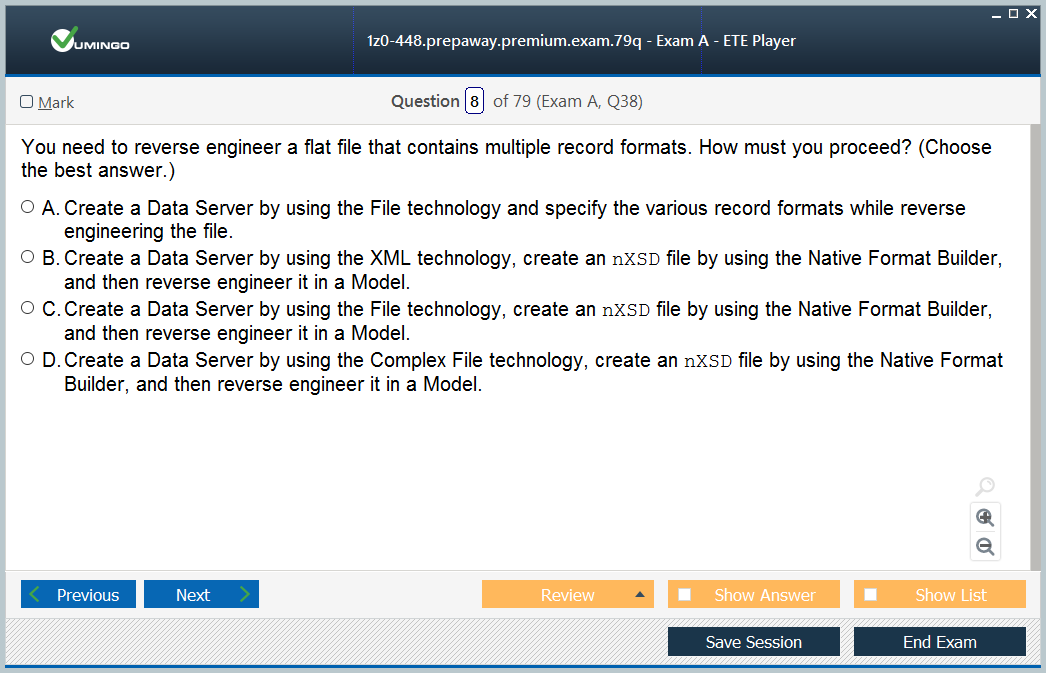 VUMINGO
1z0-448.prepaway.premium.exam.79q - Exam A - ETE Player
Mark
Question 8 of 79 (Exam A, Q38)
You need to reverse engineer a flat file that contains multiple record formats. How must you proceed? (Choose
the best answer.)
A. Create a Data Server by using the File technology and specify the various record formats while reverse
engineering the file.
B. Create a Data Server by using the XML technology, create an nXSD file by using the Native Format Builder,
and then reverse engineer it in a Model.
C. Create a Data Server by using the File technology, create an nXSD file by using the Native Format Builder,
and then reverse engineer it in a Model.
D. Create a Data Server by using the Complex File technology, create an nXSD file by using the Native Format
Builder, and then reverse engineer it in a Model.
Previous
Next
Review
Show Answer
Show List
Save Session
End Exam